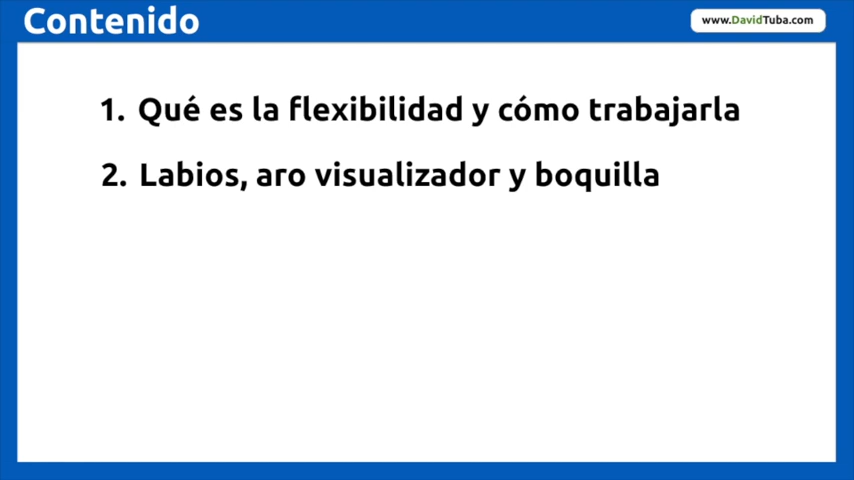 Contenido
www.DavidTuba.com
1. Qué es la flexibilidad y cómo trabajarla
2. Labios, aro visualizador y boquilla